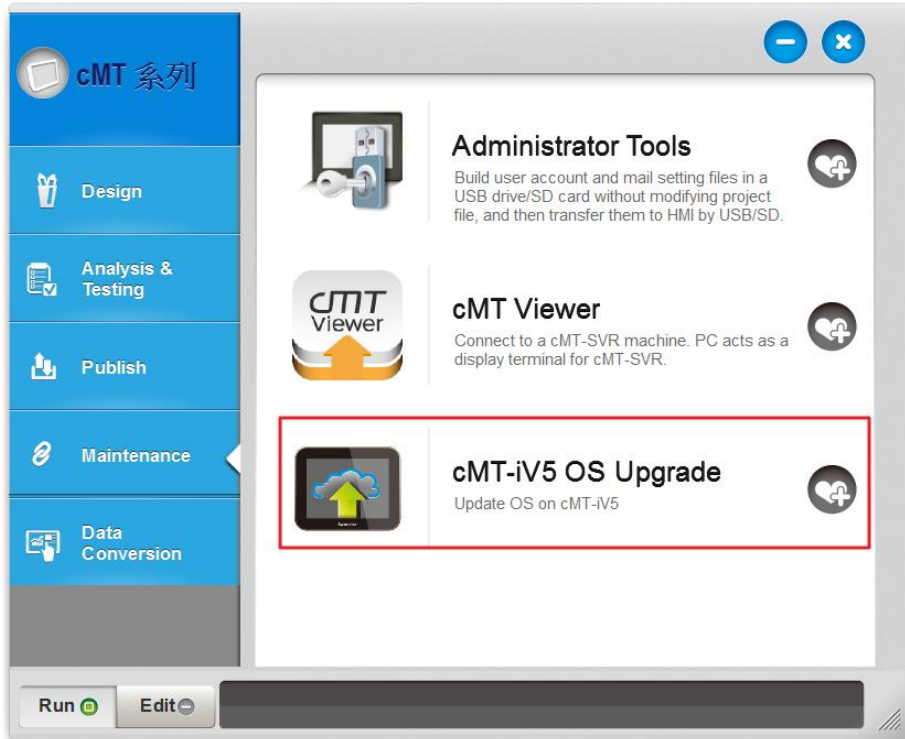 cMT 系列
Design
Analysis &
Testing
Publish
Maintenance
Data
Conversion
Administrator Tools
Build user account and mail setting files in a
USB drive/SD card without modifying project
file, and then transfer them to HMI by USB/SD.
cMT
Viewer
cMT Viewer
Connect to a cMT-SVR machine. PC acts as a
display terminal for cMT-SVR.
cMT-iV5 OS Upgrade
Update OS on cMT-iV5
Run
Edit